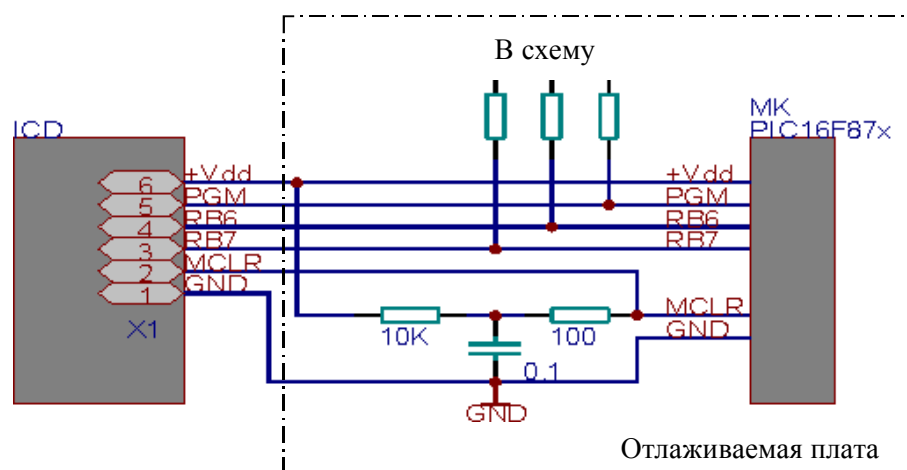 В схему
ICD
МК
PIC16F87x
6 +Vdd +Vdd
5 PGM PGM
4 RB6 RB6
3 RB7 RB7
2 MCLR
1 GND
MCLR
X1
10K
100
GND
0.1
GND
Отлаживаемая плата